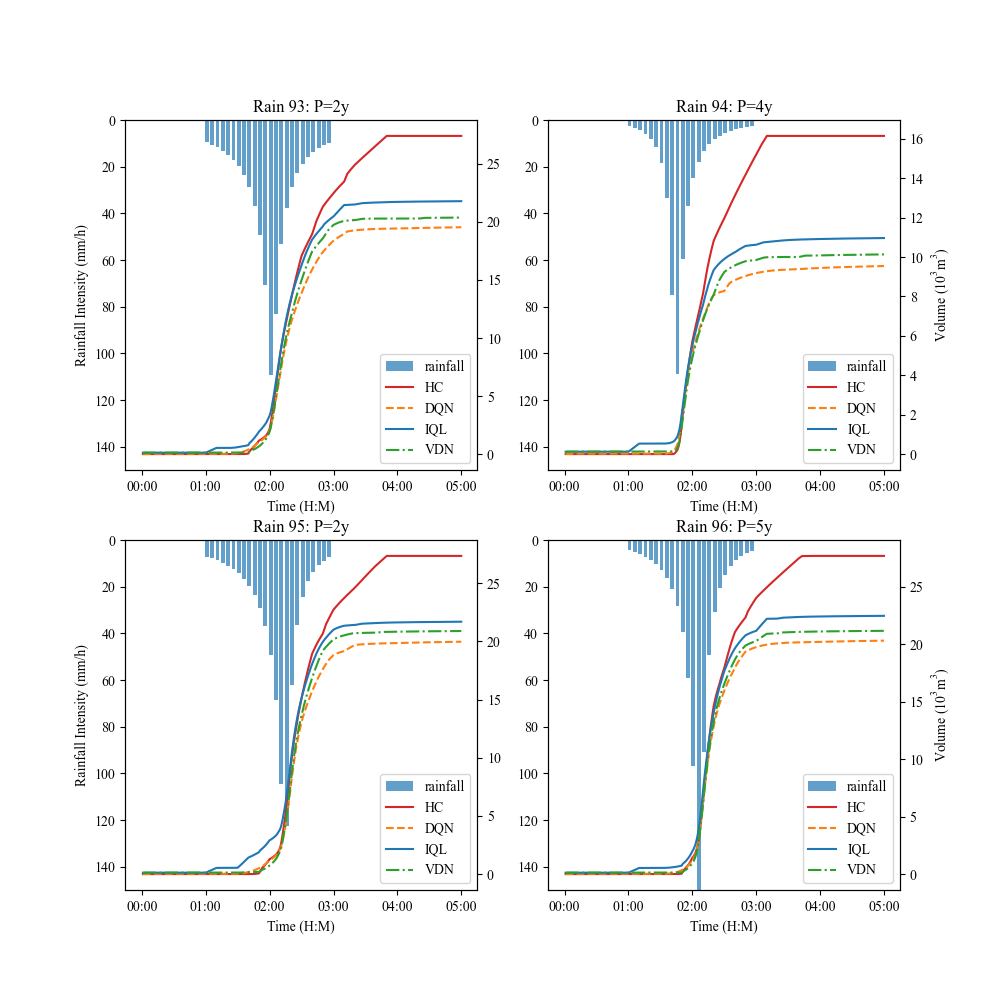 Rain 93: P=2y
0
20
40
60
80
100
120
140
Rainfall Intensity (mm/h)
25
20
15
10
5
0
rainfall
HC
DQN
IQL
VDN
00:00 01:00 02:00 03:00 04:00 05:00
Time (H:M)
Rain 94: P=4y
0
20
40
60
80
100
120
140
16
14
12
10
8
6
4
2
0
Volume (10³ m³)
rainfall
HC
DQN
IQL
VDN
00:00 01:00 02:00 03:00 04:00 05:00
Time (H:M)
Rain 95: P=2y
0
20
40
60
80
100
120
140
Rainfall Intensity (mm/h)
25
20
15
10
5
0
rainfall
HC
DQN
IQL
VDN
00:00 01:00 02:00 03:00 04:00 05:00
Time (H:M)
Rain 96: P=5y
0
20
40
60
80
100
120
140
25
20
15
10
5
0
Volume (10³ m³)
rainfall
HC
DQN
IQL
VDN
00:00 01:00 02:00 03:00 04:00 05:00
Time (H:M)